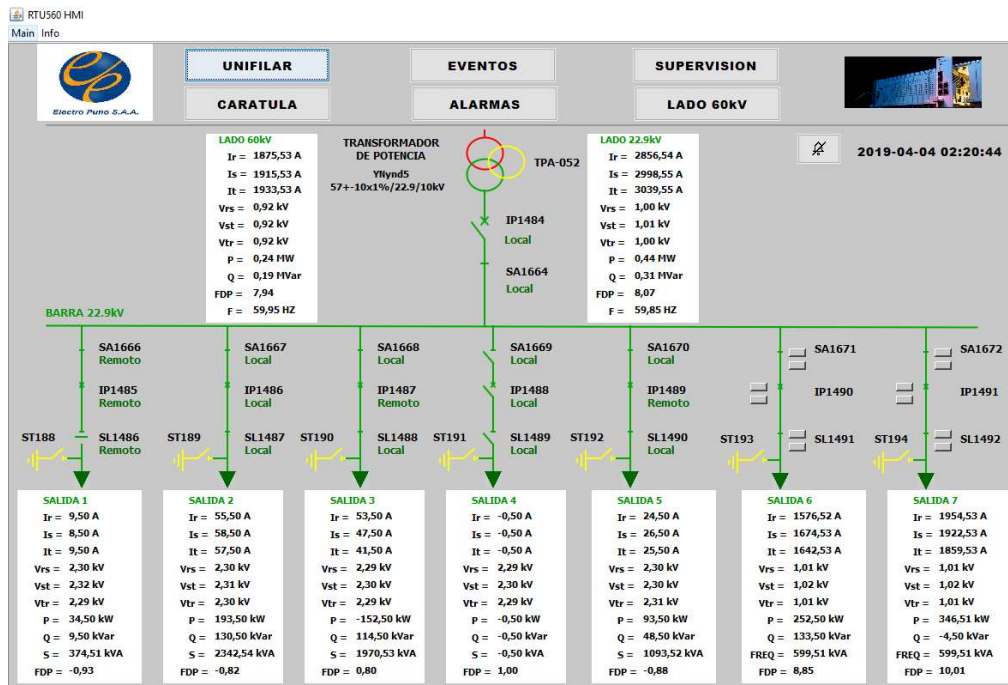 RTU560 HMI
Main Info
Electro Puno S.A.A.
UNIFILAR
EVENTOS
SUPERVISION
CARATULA
ALARMAS
LADO 60kV
LADO 60kV
Ir = 1875,53 A
Is = 1915,53 A
It = 1933,53 A
Vrs = 0,92 kV
Vst = 0,92 kV
Vtr = 0,92 kV
P = 0,24 MW
Q = 0,19 MVar
FDP = 7,94
F = 59,95 HZ
TRANSFORMADOR
DE POTENCIA
YNynd5
57+-10x1%/22.9/10kV
TPA-052
IP1484
Local
SA1664
Local
LADO 22.9kV
Ir = 2856,54 A
Is = 2998,55 A
It = 3039,55 A
Vrs = 1,00 kV
Vst = 1,01 kV
Vtr = 1,00 kV
P = 0,44 MW
Q = 0,31 MVar
FDP = 8,07
F = 59,85 HZ
2019-04-04 02:20:44
BARRA 22.9kV
SA1666
Remoto
IP1485
Remoto
ST188
SL1486
Remoto
SA1667
Local
IP1486
Local
ST189
SL1487
Local
SA1668
Local
IP1487
Remoto
ST190
SL1488
Local
SA1669
Local
IP1488
Local
ST191
SL1489
Local
SA1670
Local
IP1489
Remoto
ST192
SL1490
Local
SA1671
IP1490
ST193
SL1491
SA1672
IP1491
ST194
SL1492
SALIDA 1
Ir = 9,50 A
Is = 8,50 A
It = 9,50 A
Vrs = 2,30 kV
Vst = 2,32 kV
Vtr = 2,29 kV
P = 34,50 kW
Q = 9,50 kVar
S = 374,51 kVA
FDP = -0,93
SALIDA 2
Ir = 55,50 A
Is = 58,50 A
It = 57,50 A
Vrs = 2,30 kV
Vst = 2,31 kV
Vtr = 2,30 kV
P = 193,50 kW
Q = 130,50 kVar
S = 2342,54 kVA
FDP = -0,82
SALIDA 3
Ir = 53,50 A
Is = 47,50 A
It = 41,50 A
Vrs = 2,29 kV
Vst = 2,30 kV
Vtr = 2,29 kV
P = -152,50 kW
Q = 114,50 kVar
S = 1970,53 kVA
FDP = 0,80
SALIDA 4
Ir = -0,50 A
Is = -0,50 A
It = -0,50 A
Vrs = 2,29 kV
Vst = 2,30 kV
Vtr = 2,29 kV
P = -0,50 kW
Q = -0,50 kVar
S = -0,50 kVA
FDP = 1,00
SALIDA 5
Ir = 24,50 A
Is = 26,50 A
It = 25,50 A
Vrs = 2,30 kV
Vst = 2,30 kV
Vtr = 2,31 kV
P = 93,50 kW
Q = 48,50 kVar
S = 1093,52 kVA
FDP = -0,88
SALIDA 6
Ir = 1576,52 A
Is = 1674,53 A
It = 1642,53 A
Vrs = 1,01 kV
Vst = 1,02 kV
Vtr = 1,01 kV
P = 252,50 kW
Q = 133,50 kVar
FREQ = 599,51 kVA
FDP = 8,85
SALIDA 7
Ir = 1954,53 A
Is = 1922,53 A
It = 1859,53 A
Vrs = 1,01 kV
Vst = 1,02 kV
Vtr = 1,01 kV
P = 346,51 kW
Q = -4,50 kVar
FREQ = 599,51 kVA
FDP = 10,01